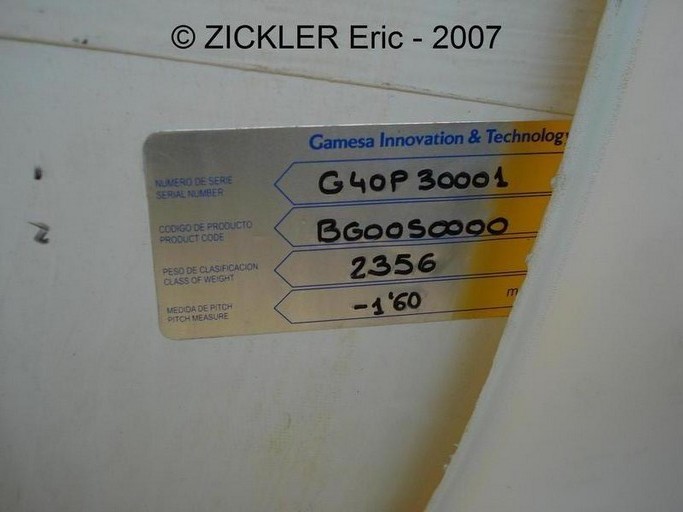 © ZICKLER Eric - 2007
Gamesa Innovation & Technology
NUMERO DE SERIE
SERIAL NUMBER
G40P30001
CODIGO DE PRODUCTO
PRODUCT CODE
BG00S0000
PESO DE CLASIFICACION
CLASS OF WEIGHT
2356
MEDIDA DE PITCH
PITCH MEASURE
-1'60
m
2